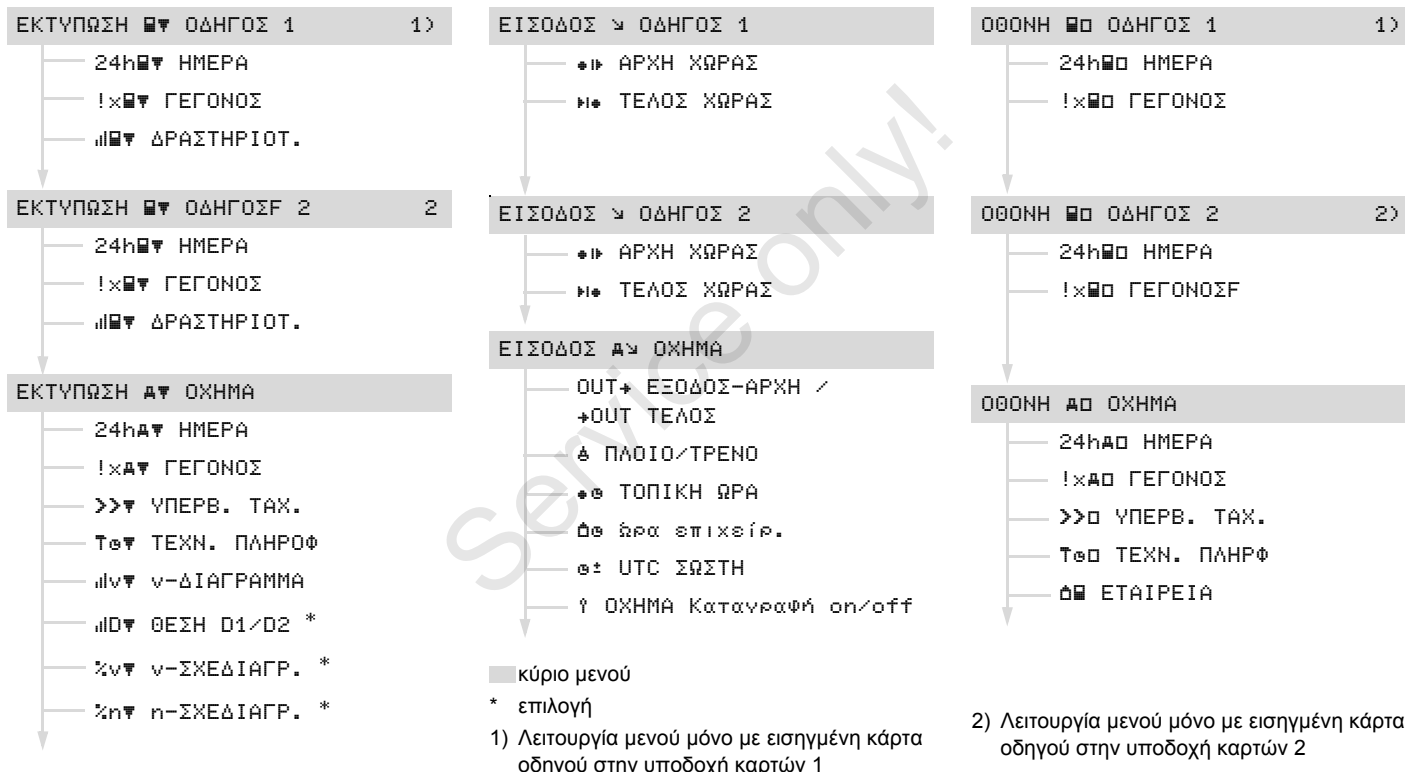 ΕΚΤΥΠΩΣΗ ΟΔΗΓΟΣ 1 1)
24h ΗΜΕΡΑ
!x ΓΕΓΟΝΟΣ
ΔΡΑΣΤΗΡΙΟΤ.
ΕΚΤΥΠΩΣΗ ΟΔΗΓΟΣF 2 2
24h ΗΜΕΡΑ
!x ΓΕΓΟΝΟΣ
ΔΡΑΣΤΗΡΙΟΤ.
ΕΚΤΥΠΩΣΗ ΟΧΗΜΑ
24h ΗΜΕΡΑ
!x ΓΕΓΟΝΟΣ
>> ΥΠΕΡΒ. ΤΑΧ.
ΤΕΧΝ. ΠΛΗΡΟΦ
v v-ΔΙΑΓΡΑΜΜΑ
D ΘΕΣΗ D1/D2 *
%v v-ΣΧΕΔΙΑΓΡ. *
%n n-ΣΧΕΔΙΑΓΡ. *
ΕΙΣΟΔΟΣ ΟΔΗΓΟΣ 1
ΑΡΧΗ ΧΩΡΑΣ
ΤΕΛΟΣ ΧΩΡΑΣ
ΕΙΣΟΔΟΣ ΟΔΗΓΟΣ 2
ΑΡΧΗ ΧΩΡΑΣ
ΤΕΛΟΣ ΧΩΡΑΣ
ΕΙΣΟΔΟΣ ΟΧΗΜΑ
OUT ΕΞΟΔΟΣ-ΑΡΧΗ /
OUT ΤΕΛΟΣ
ΠΛΟΙΟ/ΤΡΕΝΟ
ΤΟΠΙΚΗ ΩΡΑ
Ώρα επιχείρ.
UTC ΣΩΣΤΗ
ΟΧΗΜΑ Καταγραφή on/off
κύριο μενού
* επιλογή
1) Λειτουργία μενού μόνο με εισηγμένη κάρτα
οδηγού στην υποδοχή καρτών 1
ΟΘΟΝΗ ΟΔΗΓΟΣ 1 1)
24h ΗΜΕΡΑ
!x ΓΕΓΟΝΟΣ
ΟΘΟΝΗ ΟΔΗΓΟΣ 2 2)
24h ΗΜΕΡΑ
!x ΓΕΓΟΝΟΣF
ΟΘΟΝΗ ΟΧΗΜΑ
24h ΗΜΕΡΑ
!x ΓΕΓΟΝΟΣ
>> ΥΠΕΡΒ. ΤΑΧ.
ΤΕΧΝ. ΠΛΗΡΦ
ΕΤΑΙΡΕΙΑ
2) Λειτουργία μενού μόνο με εισηγμένη κάρτα
οδηγού στην υποδοχή καρτών 2
Service only!